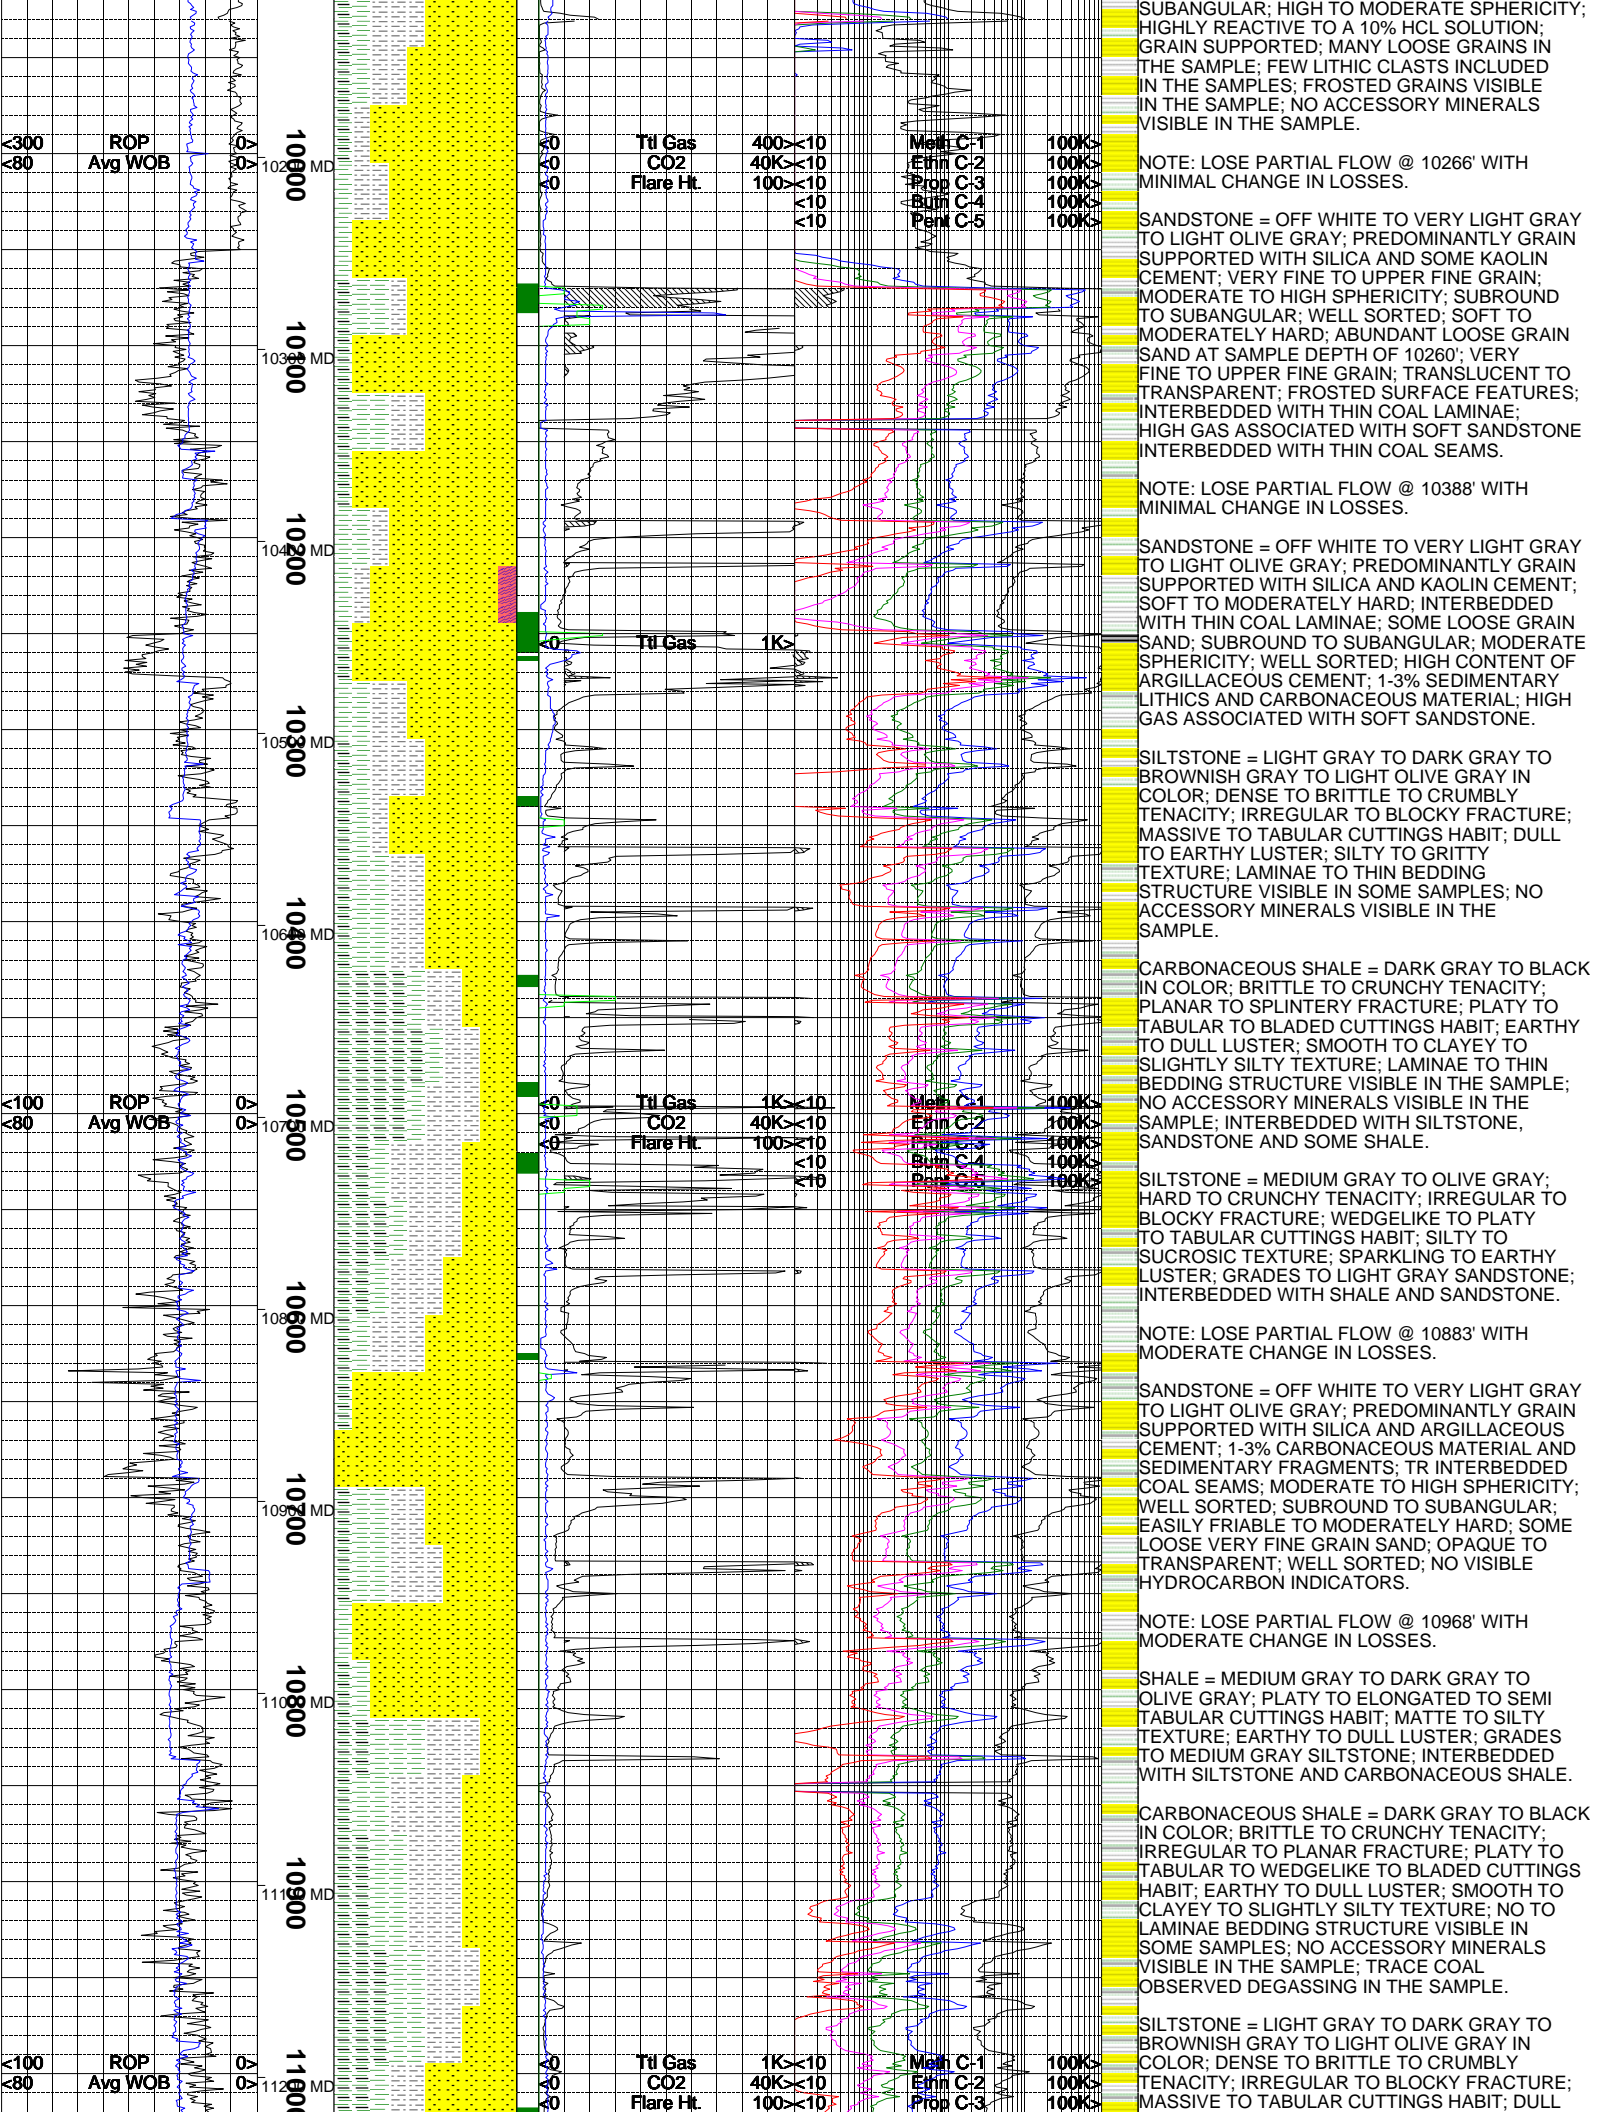 SUBANGULAR; HIGH TO MODERATE SPHERICITY;
HIGHLY REACTIVE TO A 10% HCL SOLUTION;
GRAIN SUPPORTED; MANY LOOSE GRAINS IN
THE SAMPLE; FEW LITHIC CLASTS INCLUDED
IN THE SAMPLES; FROSTED GRAINS VISIBLE
IN THE SAMPLE; NO ACCESSORY MINERALS
VISIBLE IN THE SAMPLE.
<300 ROP 0>
<80 Avg WOB 0>
10000
<0 Ttl Gas 400>
<0 CO2 40K>
<0 Flare Ht. 100>
<10 Meth C-1 100K>
<10 Ethn C-2 100K>
<10 Prop C-3 100K>
<10 Butn C-4 100K>
<10 Pent C-5 100K>
NOTE: LOSE PARTIAL FLOW @ 10266' WITH
MINIMAL CHANGE IN LOSSES.
SANDSTONE = OFF WHITE TO VERY LIGHT GRAY
TO LIGHT OLIVE GRAY; PREDOMINANTLY GRAIN
SUPPORTED WITH SILICA AND SOME KAOLIN
CEMENT; VERY FINE TO UPPER FINE GRAIN;
MODERATE TO HIGH SPHERICITY; SUBROUND
TO SUBANGULAR; WELL SORTED; SOFT TO
MODERATELY HARD; ABUNDANT LOOSE GRAIN
SAND AT SAMPLE DEPTH OF 10260'; VERY
FINE TO UPPER FINE GRAIN; TRANSLUCENT TO
TRANSPARENT; FROSTED SURFACE FEATURES;
INTERBEDDED WITH THIN COAL LAMINAE;
HIGH GAS ASSOCIATED WITH SOFT SANDSTONE
INTERBEDDED WITH THIN COAL SEAMS.
10100
NOTE: LOSE PARTIAL FLOW @ 10388' WITH
MINIMAL CHANGE IN LOSSES.
10200
SANDSTONE = OFF WHITE TO VERY LIGHT GRAY
TO LIGHT OLIVE GRAY; PREDOMINANTLY GRAIN
SUPPORTED WITH SILICA AND KAOLIN CEMENT;
SOFT TO MODERATELY HARD; INTERBEDDED
WITH THIN COAL LAMINAE; SOME LOOSE GRAIN
SAND; SUBROUND TO SUBANGULAR; MODERATE
SPHERICITY; WELL SORTED; HIGH CONTENT OF
ARGILLACEOUS CEMENT; 1-3% SEDIMENTARY
LITHICS AND CARBONACEOUS MATERIAL; HIGH
GAS ASSOCIATED WITH SOFT SANDSTONE.
<0 Ttl Gas 1K>
10300
SILTSTONE = LIGHT GRAY TO DARK GRAY TO
BROWNISH GRAY TO LIGHT OLIVE GRAY IN
COLOR; DENSE TO BRITTLE TO CRUMBLY
TENACITY; IRREGULAR TO BLOCKY FRACTURE;
MASSIVE TO TABULAR CUTTINGS HABIT; DULL
TO EARTHY LUSTER; SILTY TO GRITTY
TEXTURE; LAMINAE TO THIN BEDDING
STRUCTURE VISIBLE IN SOME SAMPLES; NO
ACCESSORY MINERALS VISIBLE IN THE
SAMPLE.
10400
CARBONACEOUS SHALE = DARK GRAY TO BLACK
IN COLOR; BRITTLE TO CRUNCHY TENACITY;
PLANAR TO SPLINTERY FRACTURE; PLATY TO
TABULAR TO BLADED CUTTINGS HABIT; EARTHY
TO DULL LUSTER; SMOOTH TO CLAYEY TO
SLIGHTLY SILTY TEXTURE; LAMINAE TO THIN
BEDDING STRUCTURE VISIBLE IN THE SAMPLE;
NO ACCESSORY MINERALS VISIBLE IN THE
SAMPLE; INTERBEDDED WITH SILTSTONE,
SANDSTONE AND SOME SHALE.
<100 ROP 0>
<80 Avg WOB 0>
10500
<0 Ttl Gas 1K>
<0 CO2 40K>
<0 Flare Ht. 100>
<10 Meth C-1 100K>
<10 Ethn C-2 100K>
<10 Prop C-3 100K>
<10 Butn C-4 100K>
<10 Pent C-5 100K>
SILTSTONE = MEDIUM GRAY TO OLIVE GRAY;
HARD TO CRUNCHY TENACITY; IRREGULAR TO
BLOCKY FRACTURE; WEDGELIKE TO PLATY
TO TABULAR CUTTINGS HABIT; SILTY TO
SUCROSIC TEXTURE; SPARKLING TO EARTHY
LUSTER; GRADES TO LIGHT GRAY SANDSTONE;
INTERBEDDED WITH SHALE AND SANDSTONE.
10600
NOTE: LOSE PARTIAL FLOW @ 10883' WITH
MODERATE CHANGE IN LOSSES.
SANDSTONE = OFF WHITE TO VERY LIGHT GRAY
TO LIGHT OLIVE GRAY; PREDOMINANTLY GRAIN
SUPPORTED WITH SILICA AND ARGILLACEOUS
CEMENT; 1-3% CARBONACEOUS MATERIAL AND
SEDIMENTARY FRAGMENTS; TR INTERBEDDED
COAL SEAMS; MODERATE TO HIGH SPHERICITY;
WELL SORTED; SUBROUND TO SUBANGULAR;
EASILY FRIABLE TO MODERATELY HARD; SOME
LOOSE VERY FINE GRAIN SAND; OPAQUE TO
TRANSPARENT; WELL SORTED; NO VISIBLE
HYDROCARBON INDICATORS.
10700
NOTE: LOSE PARTIAL FLOW @ 10968' WITH
MODERATE CHANGE IN LOSSES.
10800
SHALE = MEDIUM GRAY TO DARK GRAY TO
OLIVE GRAY; PLATY TO ELONGATED TO SEMI
TABULAR CUTTINGS HABIT; MATTE TO SILTY
TEXTURE; EARTHY TO DULL LUSTER; GRADES
TO MEDIUM GRAY SILTSTONE; INTERBEDDED
WITH SILTSTONE AND CARBONACEOUS SHALE.
10900
CARBONACEOUS SHALE = DARK GRAY TO BLACK
IN COLOR; BRITTLE TO CRUNCHY TENACITY;
IRREGULAR TO PLANAR FRACTURE; PLATY TO
TABULAR TO WEDGELIKE TO BLADED CUTTINGS
HABIT; EARTHY TO DULL LUSTER; SMOOTH TO
CLAYEY TO SLIGHTLY SILTY TEXTURE; NO TO
LAMINAE BEDDING STRUCTURE VISIBLE IN
SOME SAMPLES; NO ACCESSORY MINERALS
VISIBLE IN THE SAMPLE; TRACE COAL
OBSERVED DEGASSING IN THE SAMPLE.
<100 ROP 0>
<80 Avg WOB 0>
<0 Ttl Gas 1K>
<0 CO2 40K>
<0 Flare Ht. 100>
<10 Meth C-1 100K>
<10 Ethn C-2 100K>
<10 Prop C-3 100K>
SILTSTONE = LIGHT GRAY TO DARK GRAY TO
BROWNISH GRAY TO LIGHT OLIVE GRAY IN
COLOR; DENSE TO BRITTLE TO CRUMBLY
TENACITY; IRREGULAR TO BLOCKY FRACTURE;
MASSIVE TO TABULAR CUTTINGS HABIT; DULL